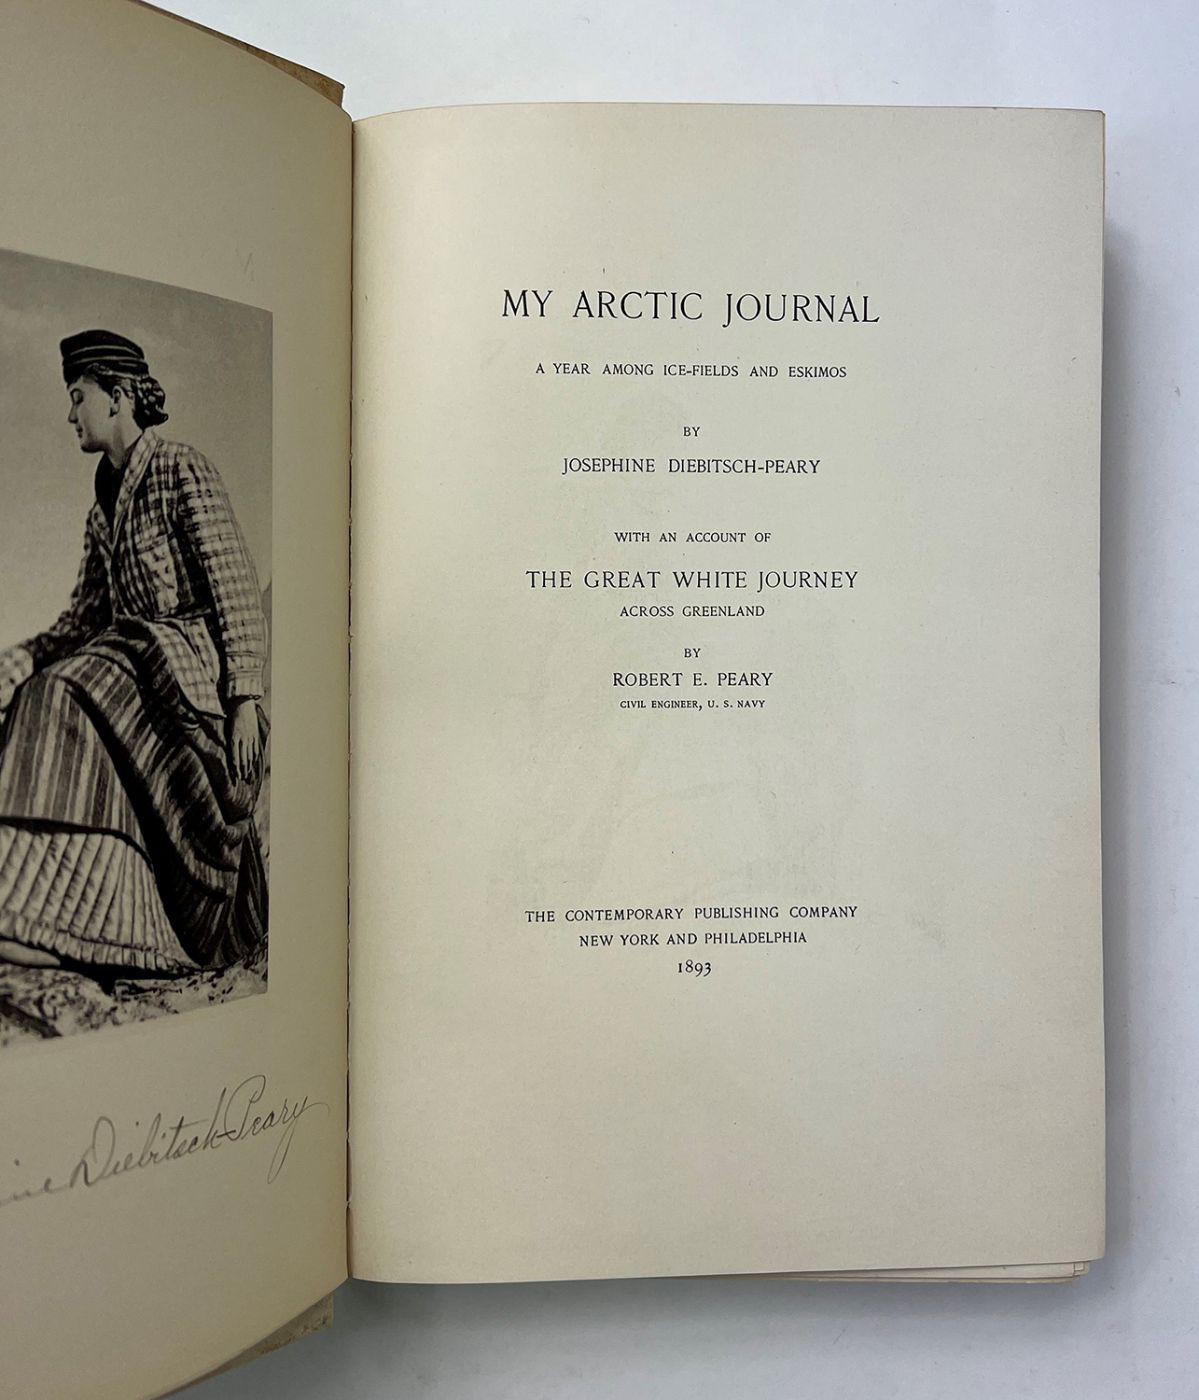 MY ARCTIC JOURNAL
A YEAR AMONG ICE-FIELDS AND ESKIMOS
BY
JOSEPHINE DIEBITSCH-PEARY
WITH AN ACCOUNT OF
THE GREAT WHITE JOURNEY
ACROSS GREENLAND
BY
ROBERT E. PEARY
CIVIL ENGINEER, U. S. NAVY
THE CONTEMPORARY PUBLISHING COMPANY
NEW YORK AND PHILADELPHIA
1893
Diebitsch-Peary